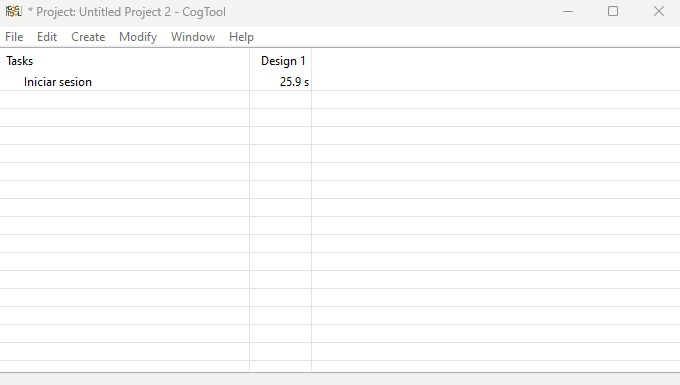 * Project: Untitled Project 2 - CogTool
File Edit Create Modify Window Help
Tasks Design 1
Iniciar sesion 25.9 s